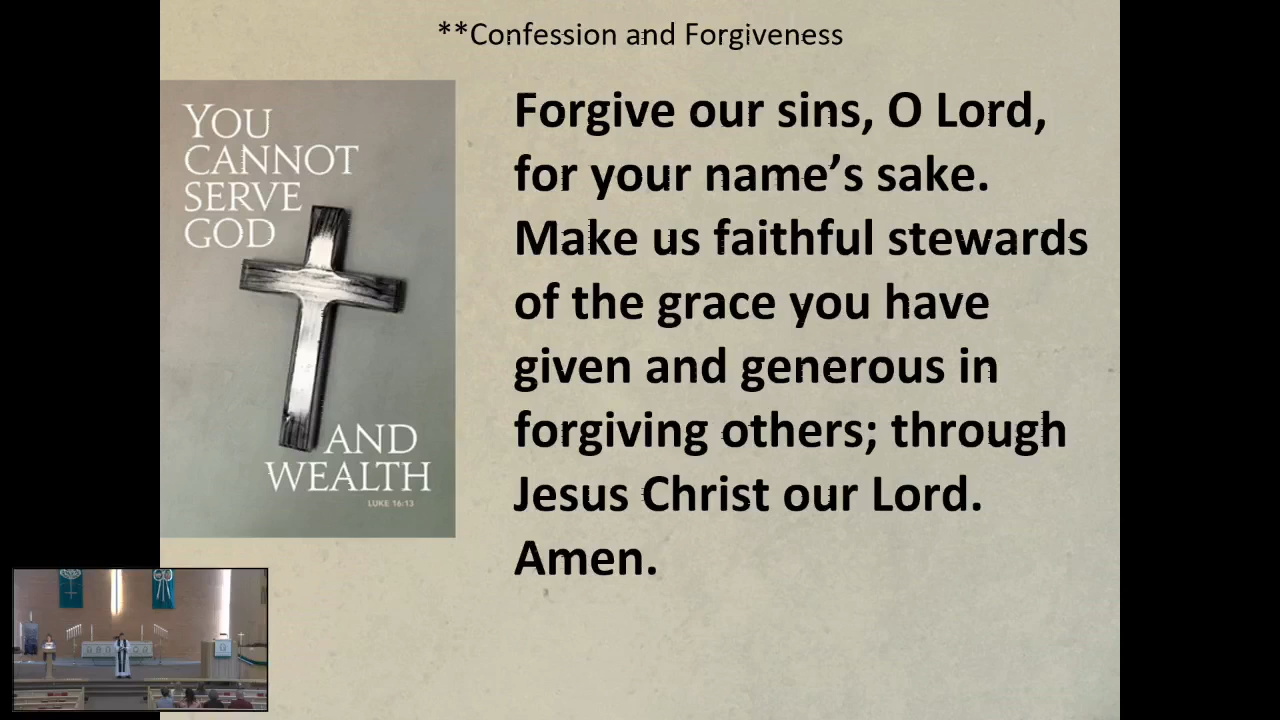 **Confession and Forgiveness
YOU
CANNOT
SERVE
GOD
AND
WEALTH
LUKE 16:13
Forgive our sins, O Lord,
for your name’s sake.
Make us faithful stewards
of the grace you have
given and generous in
forgiving others; through
Jesus Christ our Lord.
Amen.